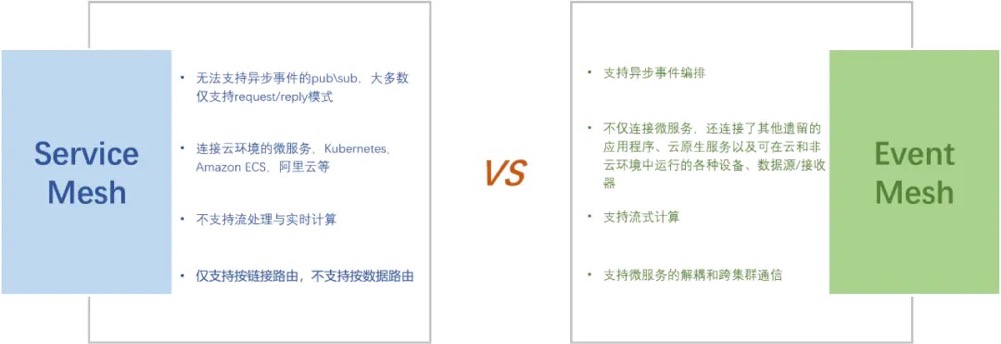 Service
Mesh
• 无法支持异步事件的pub\sub，大多数
仅支持request/reply模式
• 连接云环境的微服务，Kubernetes，
Amazon ECS，阿里云等
• 不支持流处理与实时计算
• 仅支持按链接路由，不支持按数据路由
VS
• 支持异步事件编排
• 不仅连接微服务，还连接了其他遗留的
应用程序、云原生服务以及可在云和非
云环境中运行的各种设备、数据源/接收
器
• 支持流式计算
• 支持微服务的解耦和跨集群通信
Event
Mesh